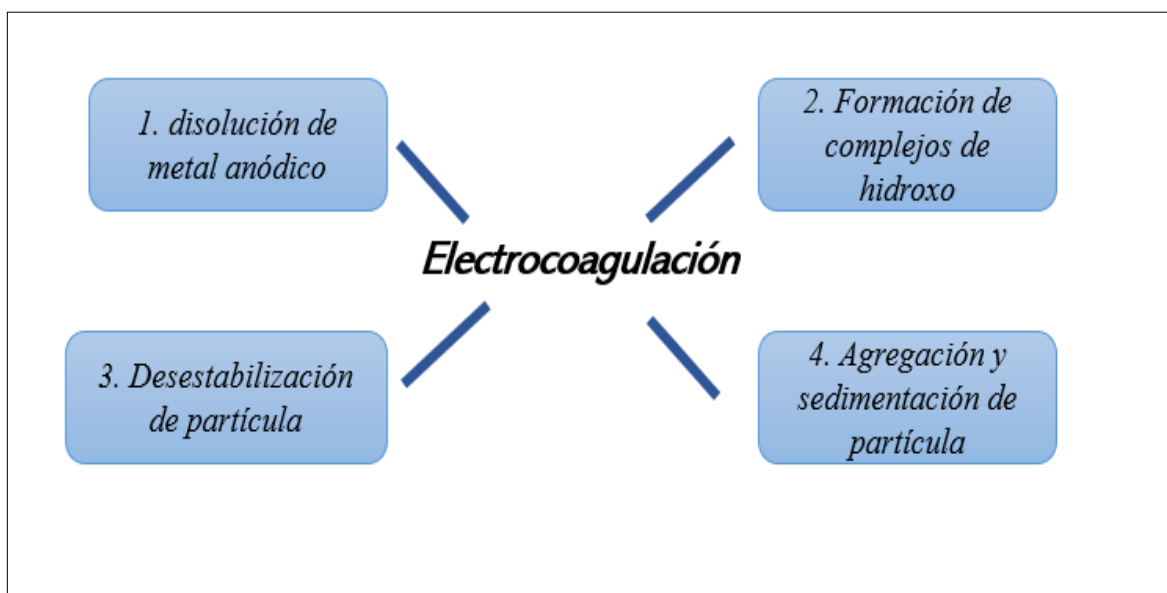 1. disolución de
metal anódico
2. Formación de
complejos de
hidroxo
Electrocoagulación
3. Desestabilización
de partícula
4. Agregación y
sedimentación de
partícula